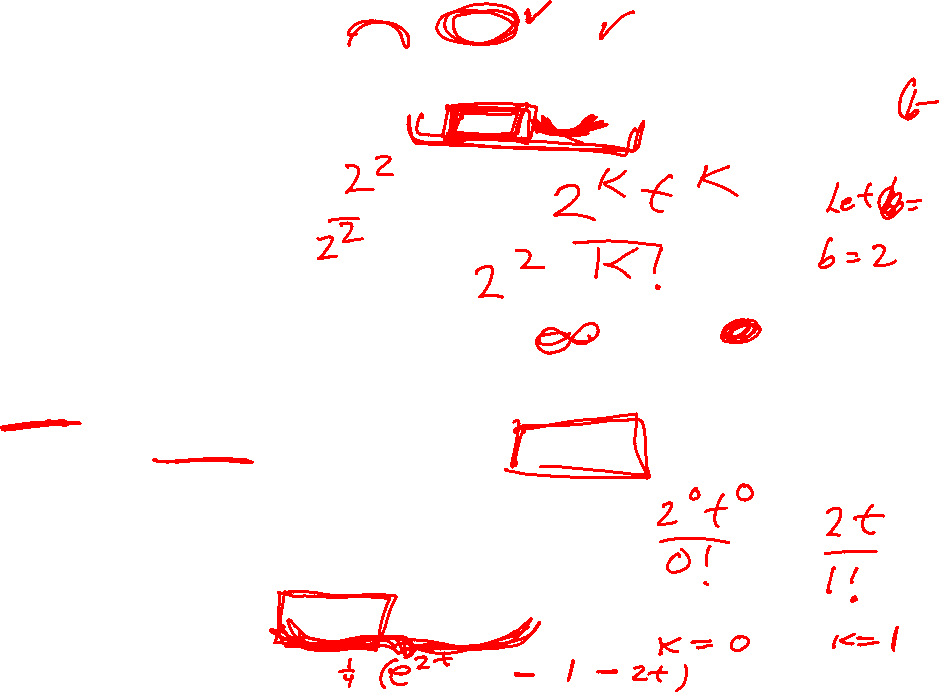 2^2
2^2
2^K t^K
2^2 K!
Let b=
b = 2
∞
2^0 t^0
0!
2t
1!
K = 0
K = 1
1/4 (e^{2t} - 1 - 2t)